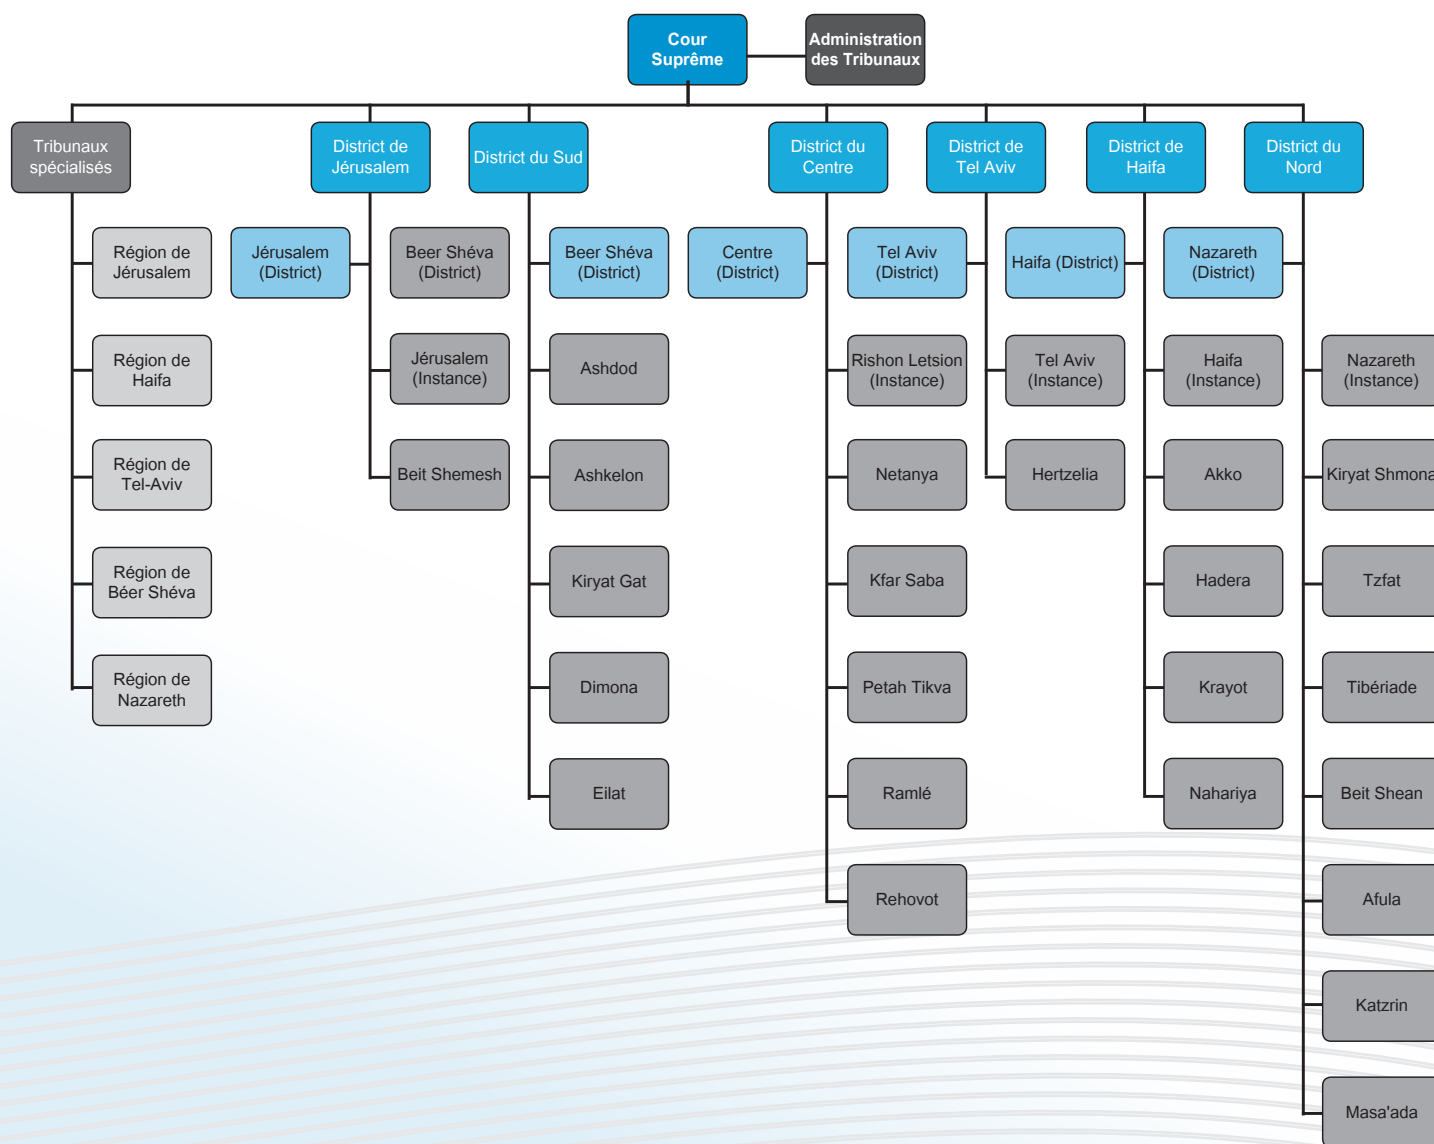 Cour
Suprême
Administration
des Tribunaux
Tribunaux
spécialisés
District de
Jérusalem
District du Sud
District du
Centre
District de
Tel Aviv
District de
Haifa
District du
Nord
Région de
Jérusalem
Jérusalem
(District)
Beer Shéva
(District)
Beer Shéva
(District)
Centre
(District)
Tel Aviv
(District)
Haifa (District)
Nazareth
(District)
Région de
Haifa
Jérusalem
(Instance)
Ashdod
Rishon Letsion
(Instance)
Tel Aviv
(Instance)
Haifa
(Instance)
Nazareth
(Instance)
Région de
Tel-Aviv
Beit Shemesh
Ashkelon
Netanya
Hertzelia
Akko
Kiryat Shmona
Région de
Béer Shéva
Kiryat Gat
Kfar Saba
Hadera
Tzfat
Région de
Nazareth
Dimona
Petah Tikva
Krayot
Tibériade
Eilat
Ramlé
Nahariya
Beit Shean
Rehovot
Afula
Katzrin
Masa'ada